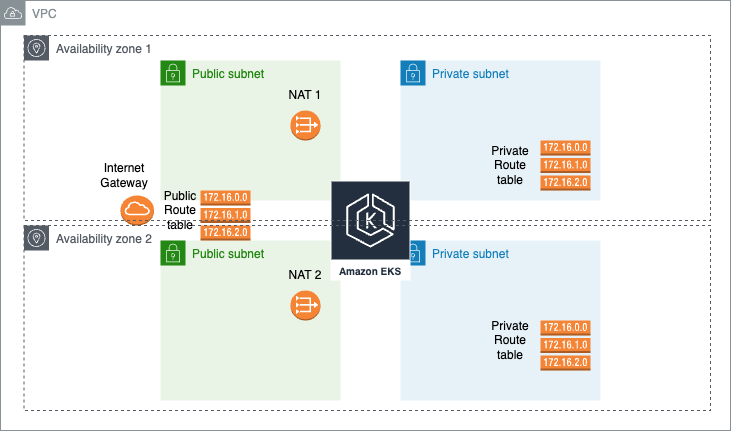 VPC
Availability zone 1
Public subnet
Private subnet
NAT 1
Private
Route
table
172.16.0.0
172.16.1.0
172.16.2.0
Internet
Gateway
Public
Route
table
172.16.0.0
172.16.1.0
172.16.2.0
K
Amazon EKS
Availability zone 2
Public subnet
Private subnet
NAT 2
Private
Route
table
172.16.0.0
172.16.1.0
172.16.2.0